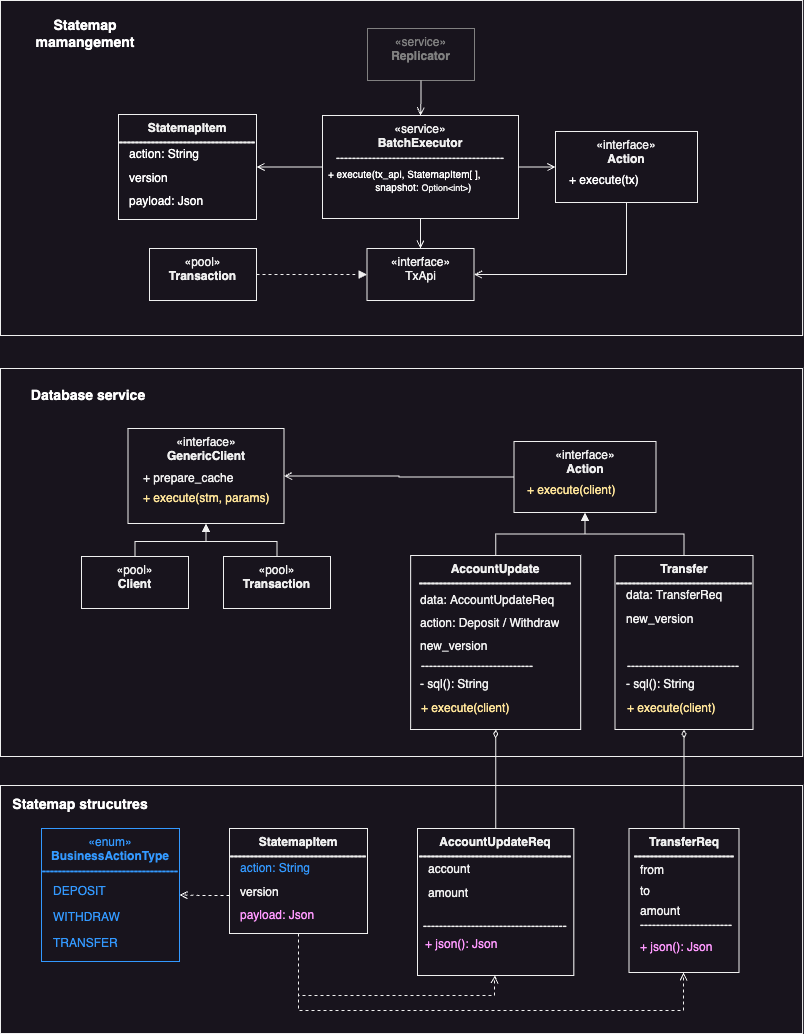 Statemap
mamangement
«service»
Replicator
StatemapItem
action: String
version
payload: Json
«service»
BatchExecutor
+ execute(tx_api, StatemapItem[ ],
snapshot: Option<int>)
«interface»
Action
+ execute(tx)
«pool»
Transaction
«interface»
TxApi
Database service
«interface»
GenericClient
+ prepare_cache
+ execute(stm, params)
«interface»
Action
+ execute(client)
«pool»
Client
«pool»
Transaction
AccountUpdate
data: AccountUpdateReq
action: Deposit / Withdraw
new_version
- sql(): String
+ execute(client)
Transfer
data: TransferReq
new_version
- sql(): String
+ execute(client)
Statemap strucutres
«enum»
BusinessActionType
DEPOSIT
WITHDRAW
TRANSFER
StatemapItem
action: String
version
payload: Json
AccountUpdateReq
account
amount
+ json(): Json
TransferReq
from
to
amount
+ json(): Json